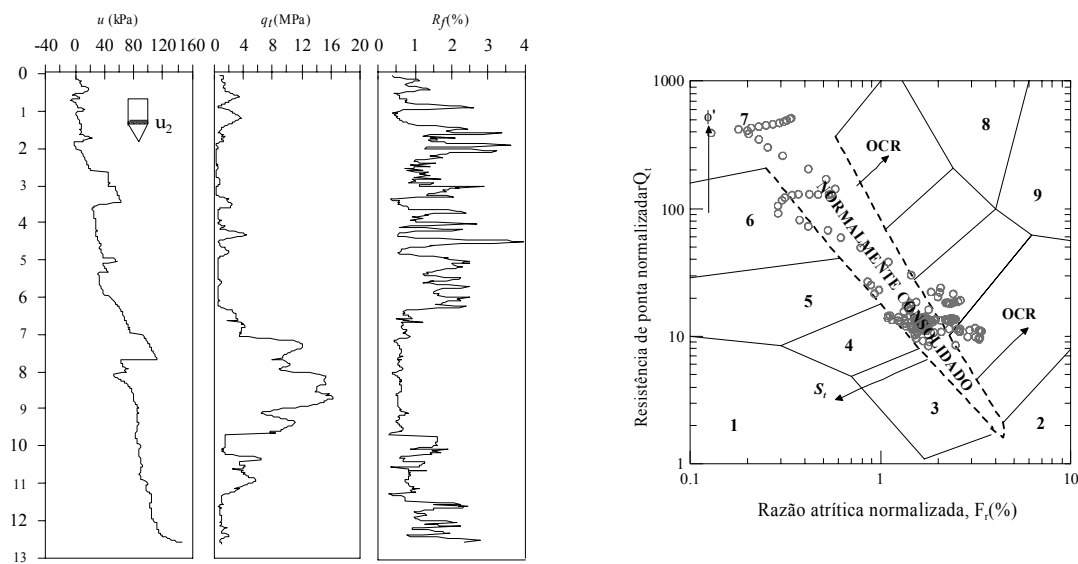 u (kPa)
-40 0 40 80 120 160
qt(MPa)
0 4 8 12 16 20
Rf(%)
0 1 2 3 4
0
1
2
3
4
5
6
7
8
9
10
11
12
13
u2
Resistência de ponta normalizadarQt
1000
100
10
1
0.1 1 10
Razão atrítica normalizada, Fr(%)
ϕ'
7
8
9
6
5
4
3
1
2
OCR
OCR
St
NORMALMENTE CONSOLIDADO